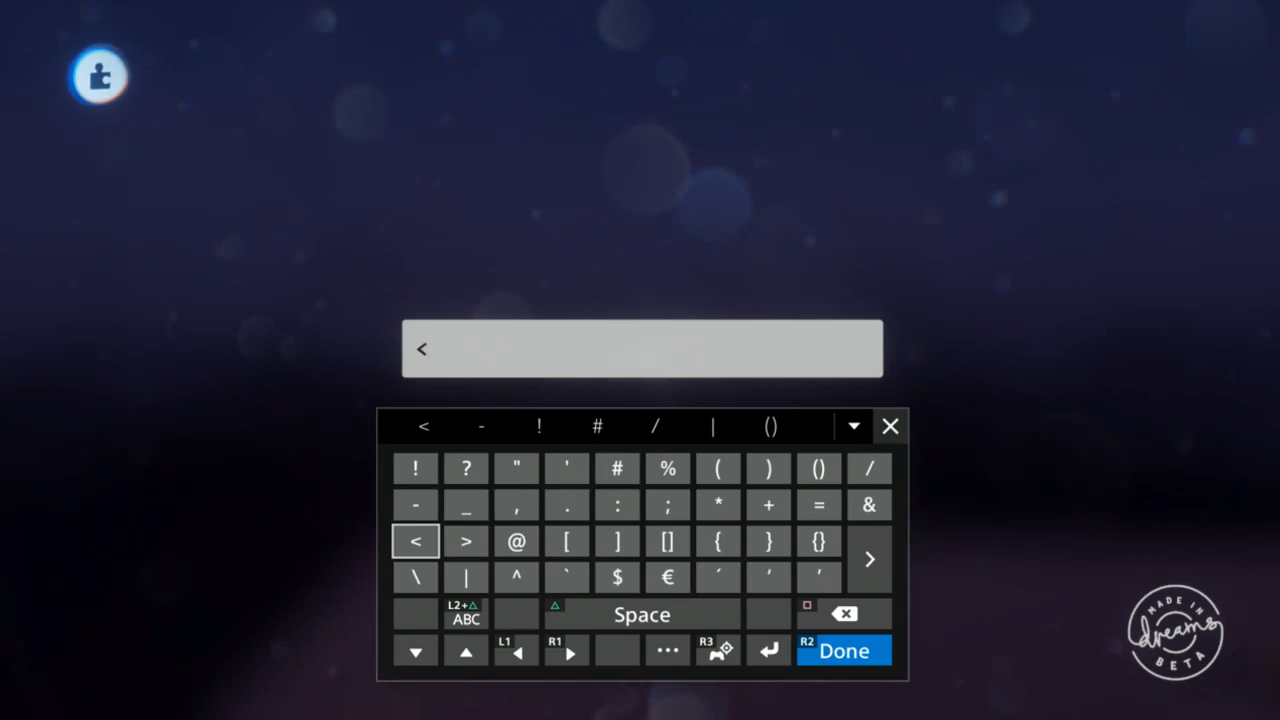 <
< - ! # / | ()
! ? " ' # % ( ) () /
- _ , . : ; * + = &
< > @ [ ] [] { } {} >
\ | ^ ` $ € ´ ‘ ’
L2+△ ABC △ Space □
L1 R1 ... R3 R2 Done
MADE IN
dreams
BETA